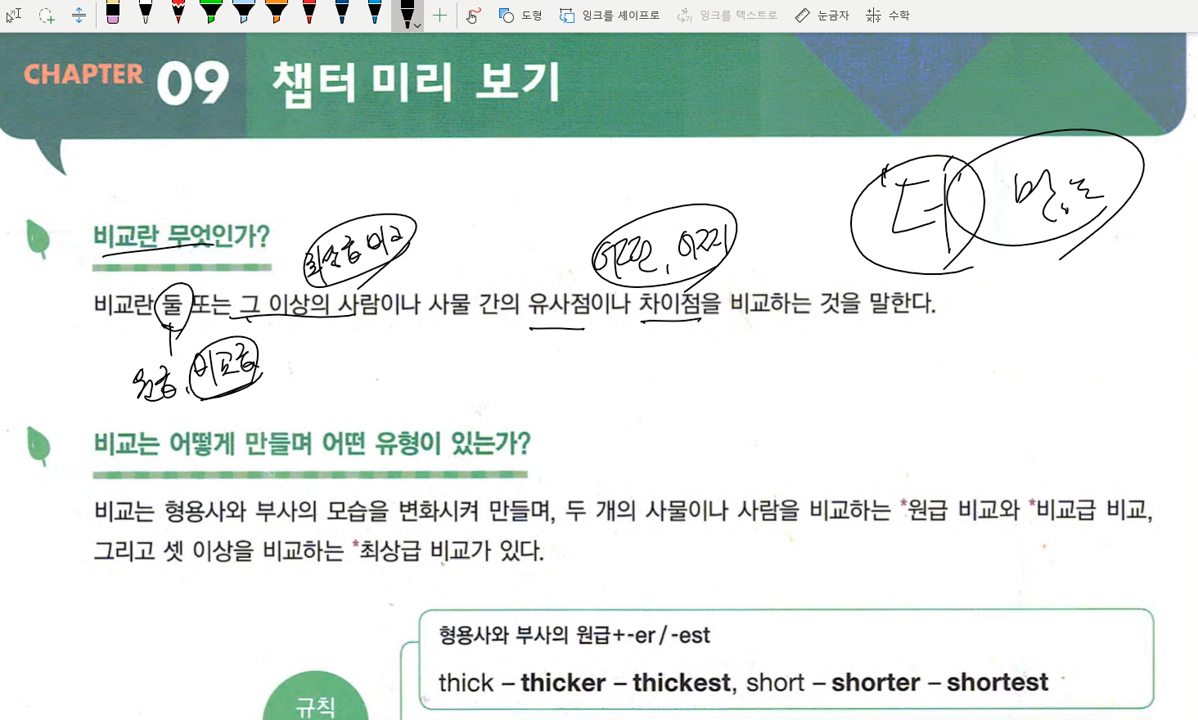 도형 잉크를 셰이프로 잉크를 텍스트로 눈금자 수학
CHAPTER 09 챕터 미리 보기
"더"
비교란 무엇인가?
최상급 비교
비교란 둘 또는 그 이상의 사람이나 사물 간의 유사점이나 차이점을 비교하는 것을 말한다.
원급, 비교급
비교는 어떻게 만들며 어떤 유형이 있는가?
비교는 형용사와 부사의 모습을 변화시켜 만들며, 두 개의 사물이나 사람을 비교하는 *원급 비교와 *비교급 비교,
그리고 셋 이상을 비교하는 *최상급 비교가 있다.
형용사와 부사의 원급+-er / -est
규칙
thick – thicker – thickest, short – shorter – shortest